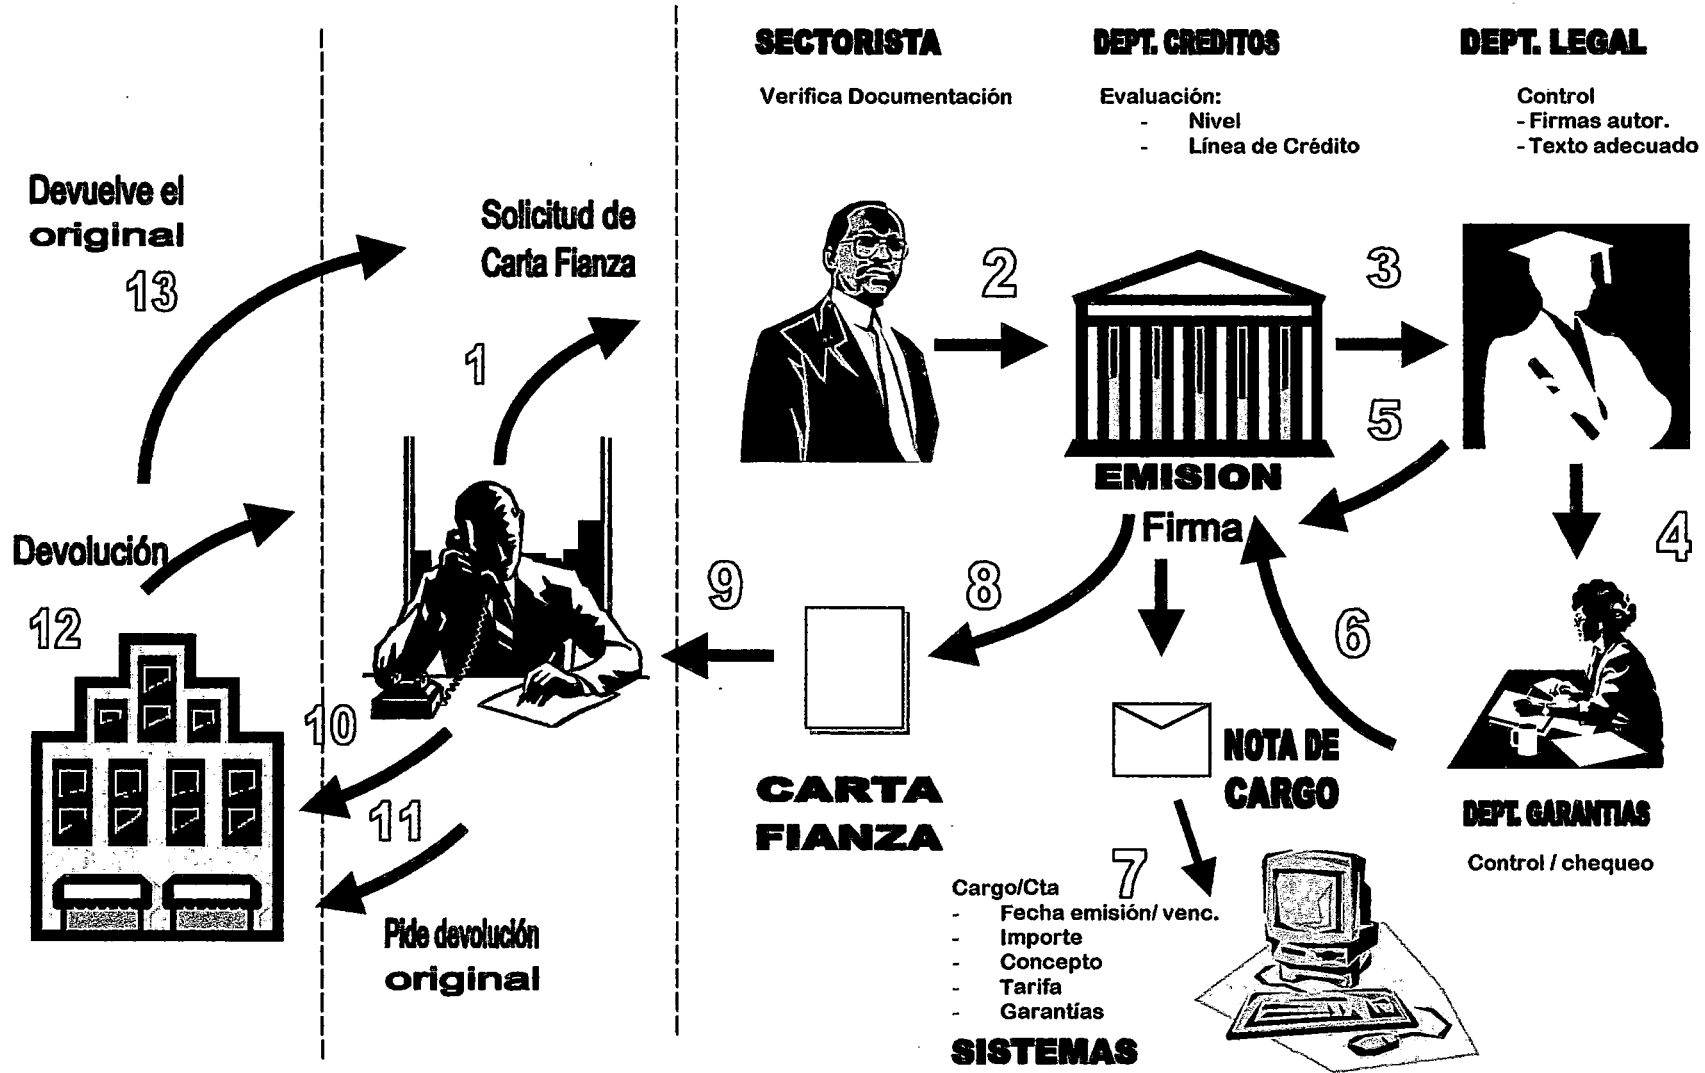 SECTORISTA
Verifica Documentación
DEPT. CREDITOS
Evaluación:
- Nivel
- Línea de Crédito
DEPT. LEGAL
Control
- Firmas autor.
- Texto adecuado
Devuelve el
original
13
Solicitud de
Carta Fianza
1
2
3
5
EMISION
Firma
4
Devolución
12
9
8
6
10
11
NOTA DE
CARGO
CARTA
FIANZA
DEPT. GARANTIAS
Control / chequeo
7
Cargo/Cta
- Fecha emisión/ venc.
- Importe
- Concepto
- Tarifa
- Garantías
SISTEMAS
Pide devolución
original